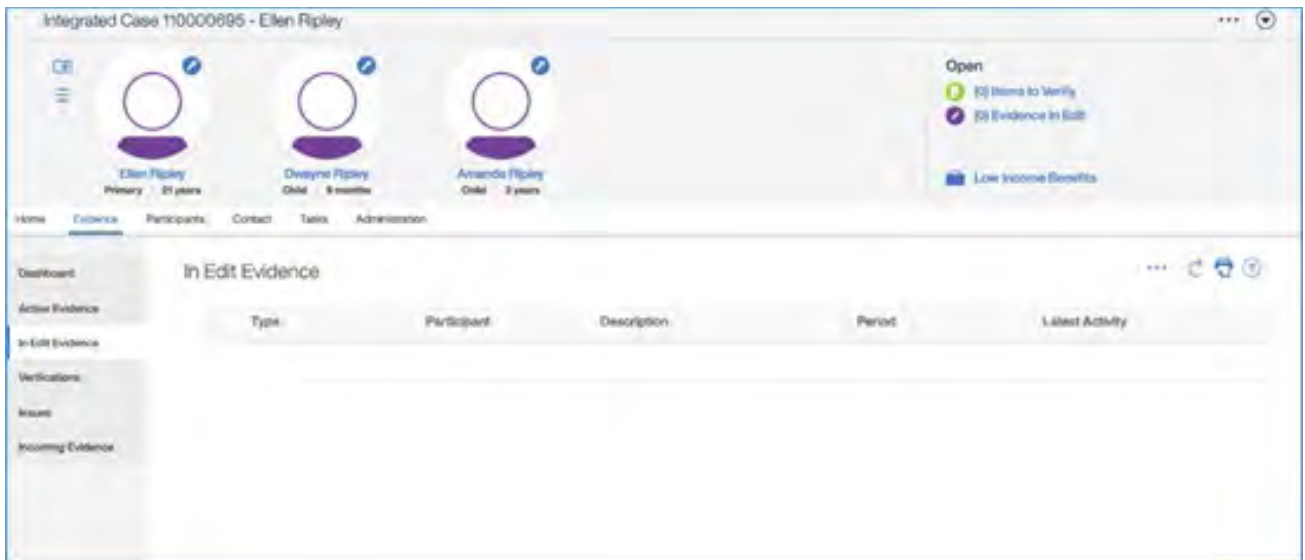 Integrated Case 110000695 - Ellen Ripley
Open
(0) Items to Verify
(0) Evidence In Edit
Low Income Benefits
Ellen Ripley
Primary 21 years
Dwayne Ripley
Child 9 months
Amanda Ripley
Child 2 years
Home Evidence Participants Contact Tasks Administration
Dashboard
Active Evidence
In Edit Evidence
Verifications
Issues
Incoming Evidence
In Edit Evidence
Type Participant Description Period Latest Activity